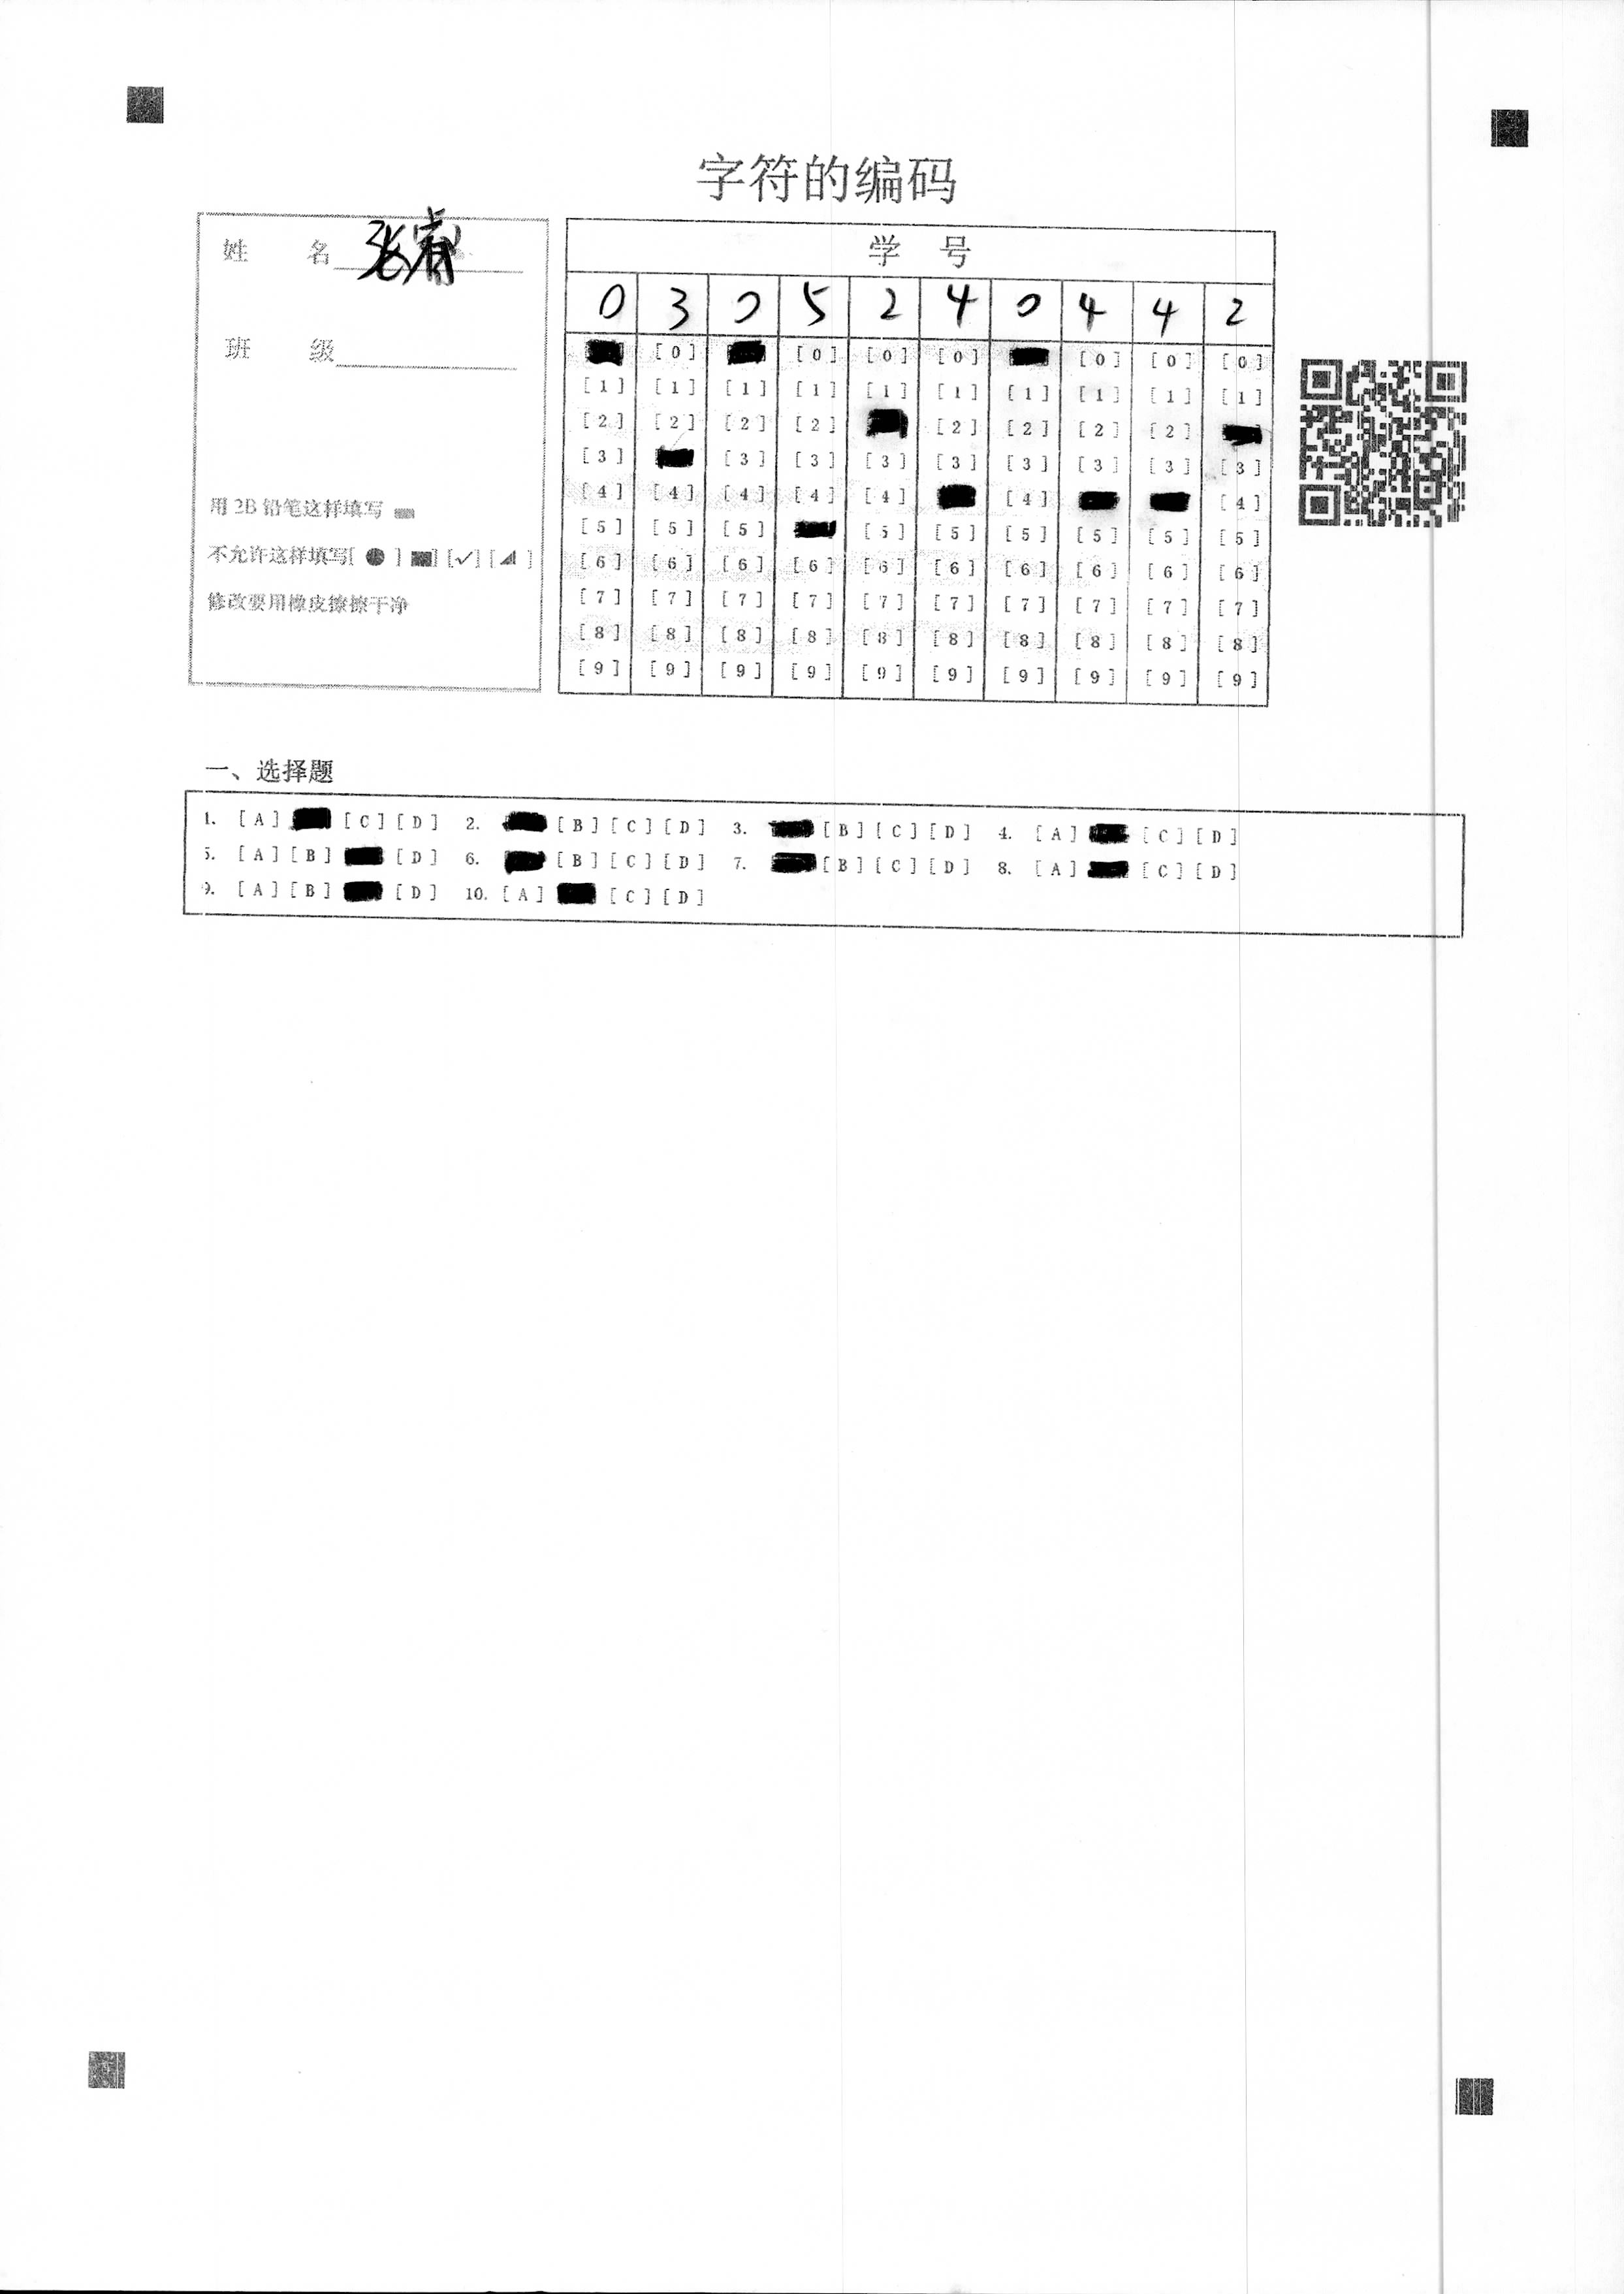 字符的编码
姓 名 张睿
班 级
用 2B 铅笔这样填写
不允许这样填写[ ● ] [✓] [ ]
修改要用橡皮擦擦干净
学 号
0 3 0 5 2 4 0 4 4 2
[0] [0] [0] [0] [0] [0] [0]
[1] [1] [1] [1] [1] [1] [1] [1] [1] [1]
[2] [2] [2] [2] [2] [2] [2] [2]
[3] [3] [3] [3] [3] [3] [3] [3] [3]
[4] [4] [4] [4] [4] [4] [4]
[5] [5] [5] [5] [5] [5] [5] [5] [5]
[6] [6] [6] [6] [6] [6] [6] [6] [6] [6]
[7] [7] [7] [7] [7] [7] [7] [7] [7] [7]
[8] [8] [8] [8] [8] [8] [8] [8] [8] [8]
[9] [9] [9] [9] [9] [9] [9] [9] [9] [9]
一、选择题
1. [A] [C] [D] 2. [B] [C] [D] 3. [B] [C] [D] 4. [A] [C] [D]
5. [A] [B] [D] 6. [B] [C] [D] 7. [B] [C] [D] 8. [A] [C] [D]
9. [A] [B] [D] 10. [A] [C] [D]